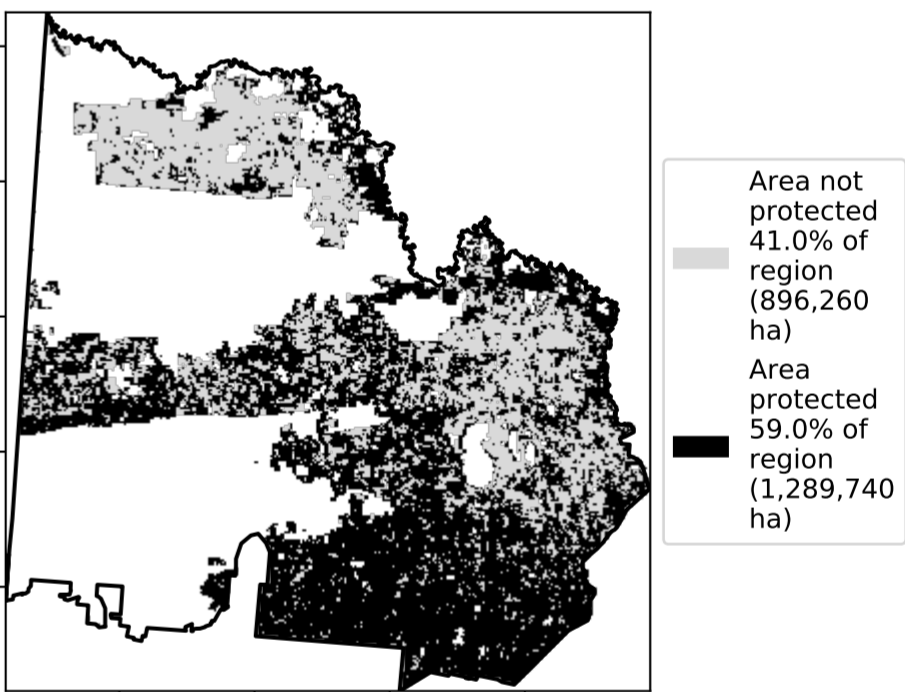 Area not
protected
41.0% of
region
(896,260
ha)
Area
protected
59.0% of
region
(1,289,740
ha)